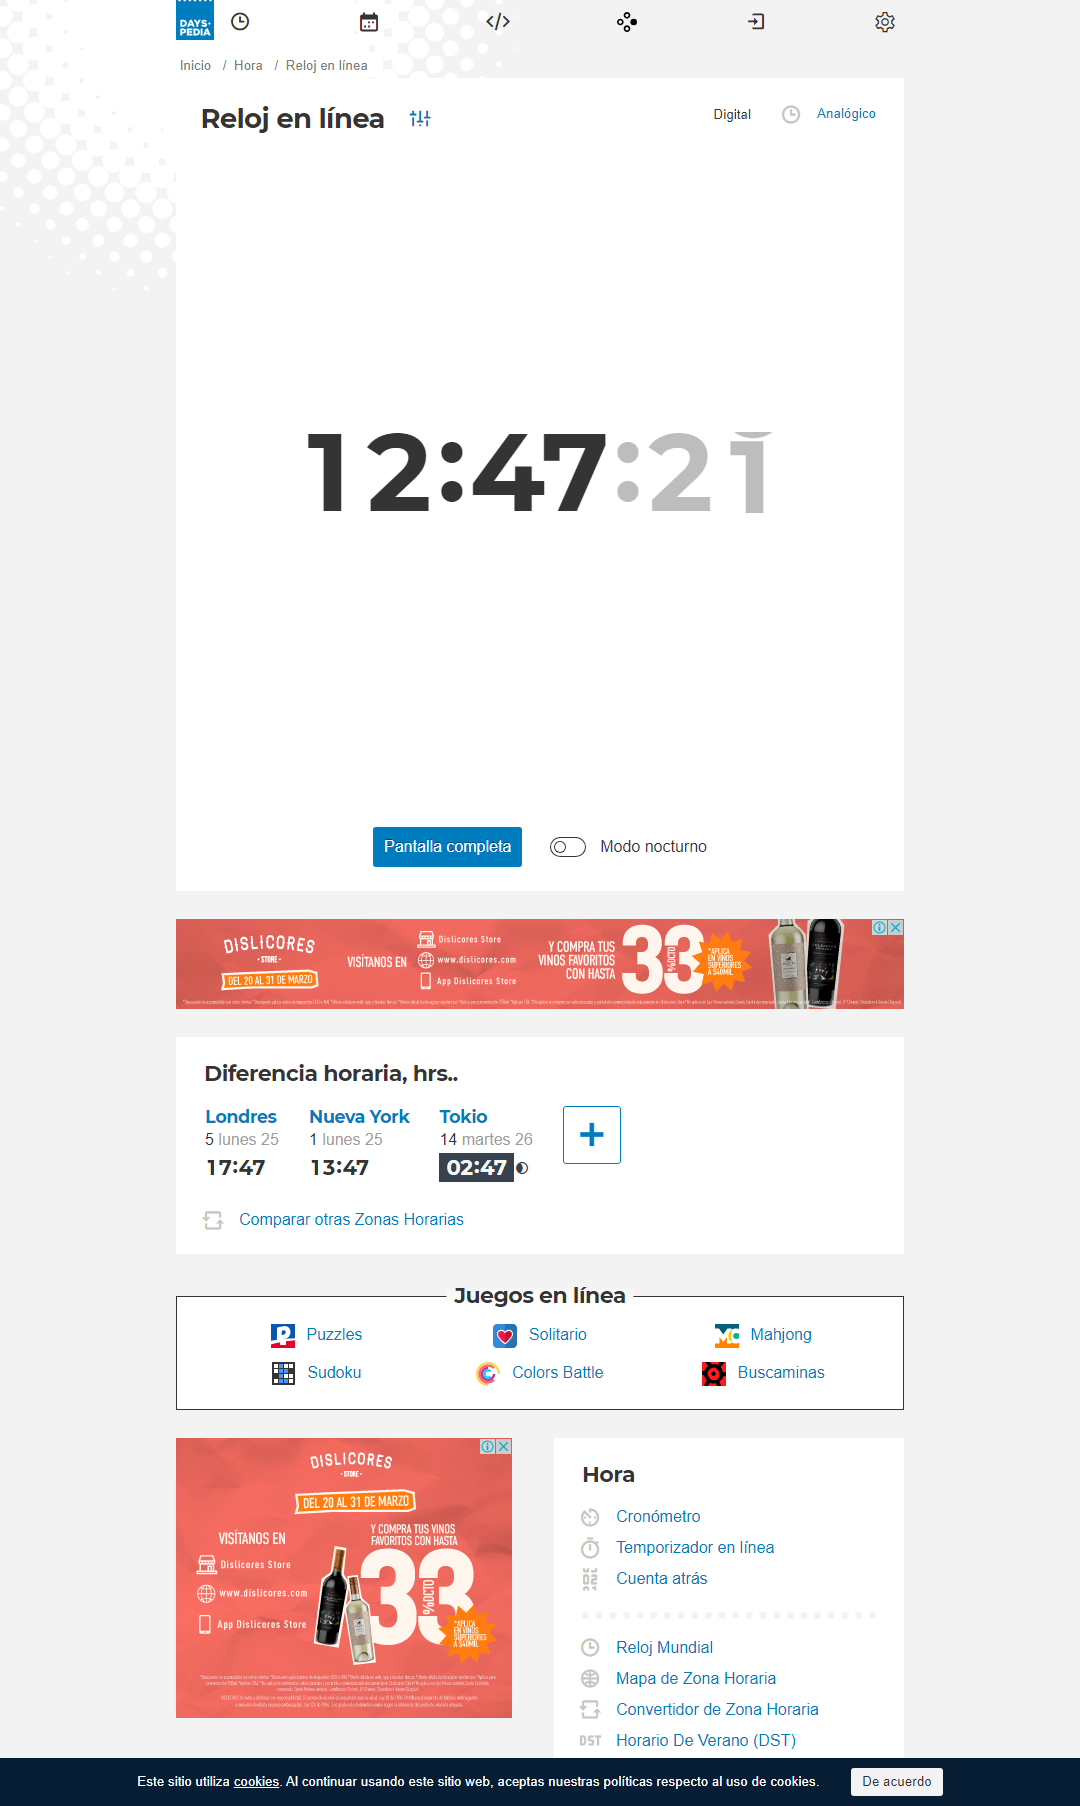 DAYS·
PEDIA
Inicio / Hora / Reloj en línea
Reloj en línea
Digital
Analógico
12:47:21
Pantalla completa
Modo nocturno
DISLICORES
·STORE·
DEL 20 AL 31 DE MARZO
VISÍTANOS EN
Dislicores Store
www.dislicores.com
App Dislicores Store
Y COMPRA TUS
VINOS FAVORITOS
CON HASTA
33
%DCTO
*APLICA
EN VINOS
SUPERIORES
A $40MIL
Diferencia horaria, hrs..
Londres
5 lunes 25
17:47
Nueva York
1 lunes 25
13:47
Tokio
14 martes 26
02:47
Comparar otras Zonas Horarias
Juegos en línea
Puzzles
Solitario
Mahjong
Sudoku
Colors Battle
Buscaminas
DISLICORES
·STORE·
DEL 20 AL 31 DE MARZO
VISÍTANOS EN
Dislicores Store
www.dislicores.com
App Dislicores Store
Y COMPRA TUS VINOS
FAVORITOS CON HASTA
33
%DCTO
*APLICA
EN VINOS
SUPERIORES
A $40MIL
Hora
Cronómetro
Temporizador en línea
Cuenta atrás
Reloj Mundial
Mapa de Zona Horaria
Convertidor de Zona Horaria
DST Horario De Verano (DST)
Este sitio utiliza cookies. Al continuar usando este sitio web, aceptas nuestras políticas respecto al uso de cookies.
De acuerdo